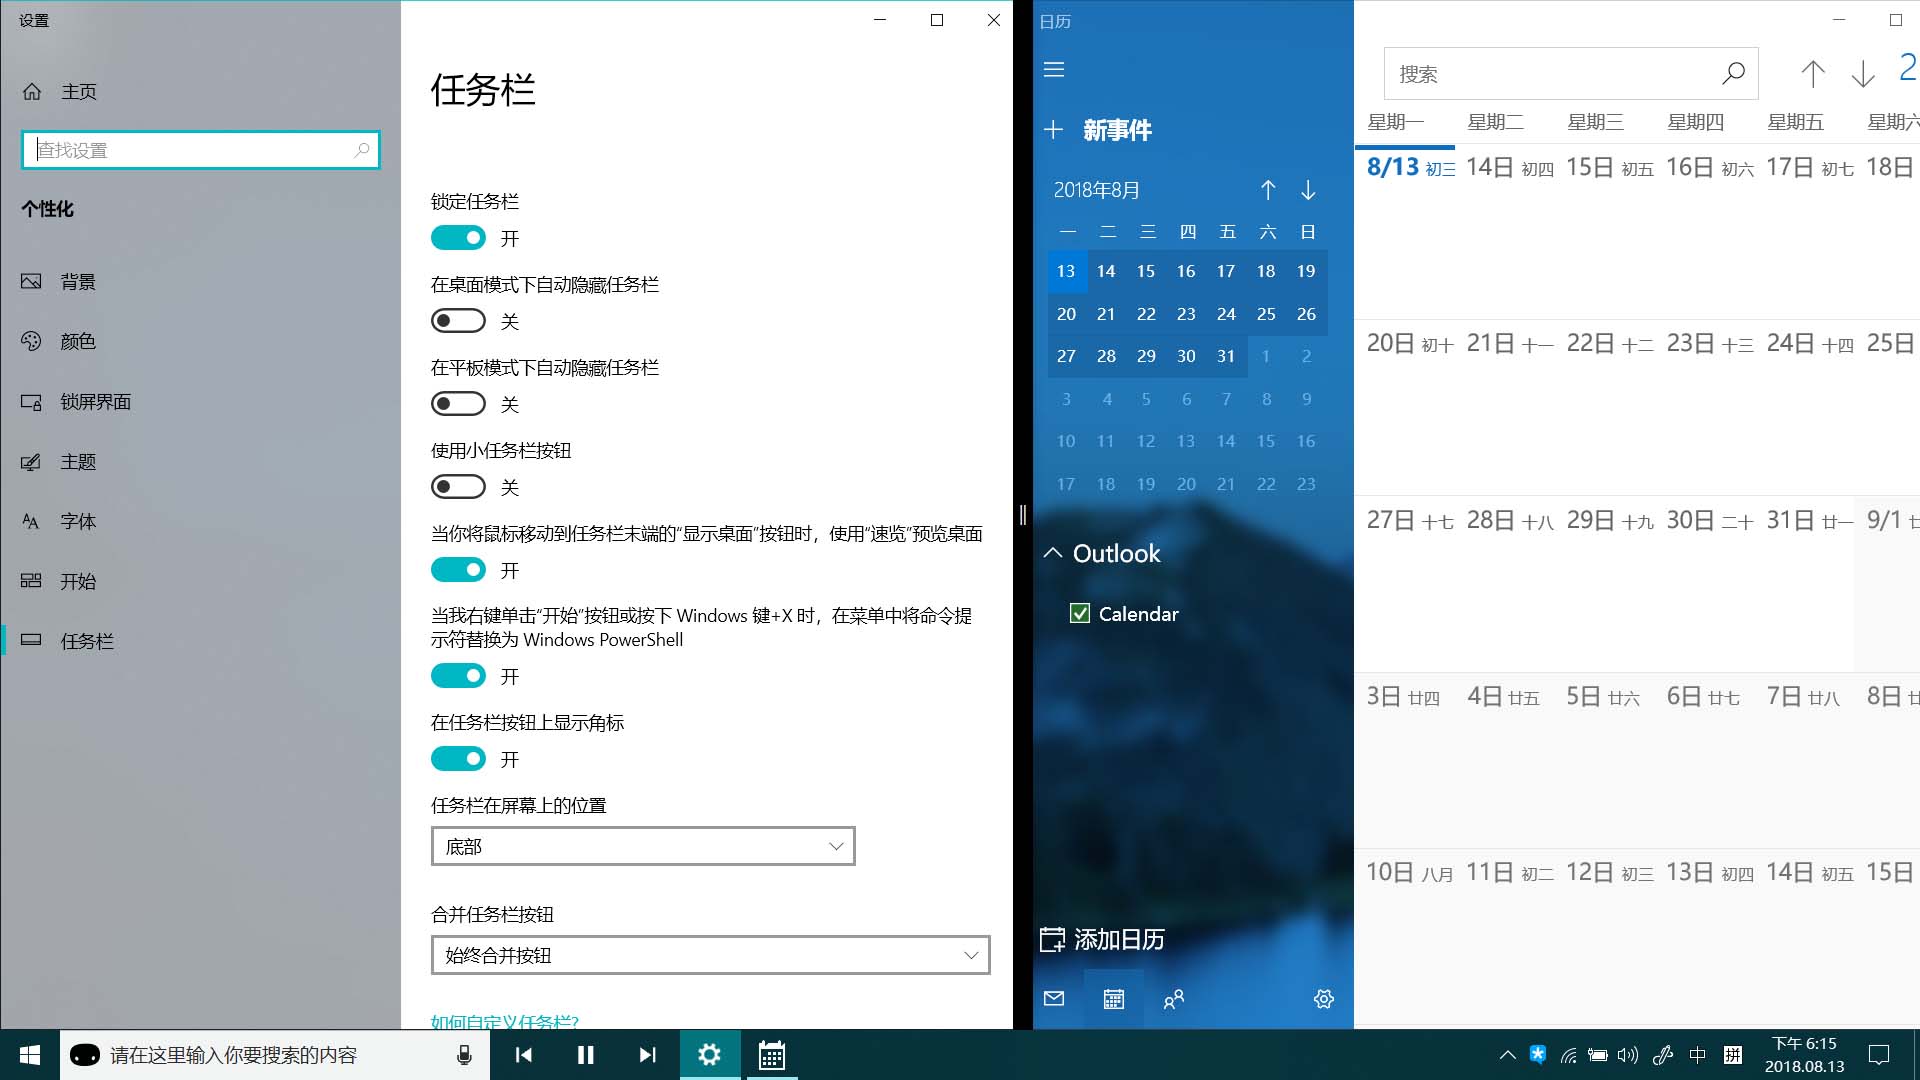 设置
主页
查找设置
个性化
背景
颜色
锁屏界面
主题
字体
开始
任务栏
任务栏
锁定任务栏
开
在桌面模式下自动隐藏任务栏
关
在平板模式下自动隐藏任务栏
关
使用小任务栏按钮
关
当你将鼠标移动到任务栏末端的“显示桌面”按钮时，使用“速览”预览桌面
开
当我右键单击“开始”按钮或按下 Windows 键+X 时，在菜单中将命令提
示符替换为 Windows PowerShell
开
在任务栏按钮上显示角标
开
任务栏在屏幕上的位置
底部
合并任务栏按钮
始终合并按钮
如何自定义任务栏?
日历
新事件
2018年8月
一 二 三 四 五 六 日
13 14 15 16 17 18 19
20 21 22 23 24 25 26
27 28 29 30 31 1 2
3 4 5 6 7 8 9
10 11 12 13 14 15 16
17 18 19 20 21 22 23
Outlook
Calendar
添加日历
搜索
2
星期一 星期二 星期三 星期四 星期五 星期六
8/13 初三 14日 初四 15日 初五 16日 初六 17日 初七 18日
20日 初十 21日 十一 22日 十二 23日 十三 24日 十四 25日
27日 十七 28日 十八 29日 十九 30日 二十 31日 廿一 9/1 廿
3日 廿四 4日 廿五 5日 廿六 6日 廿七 7日 廿八 8日 廿
10日 八月 11日 初二 12日 初三 13日 初四 14日 初五 15日
请在这里输入你要搜索的内容
中
拼
下午 6:15
2018.08.13